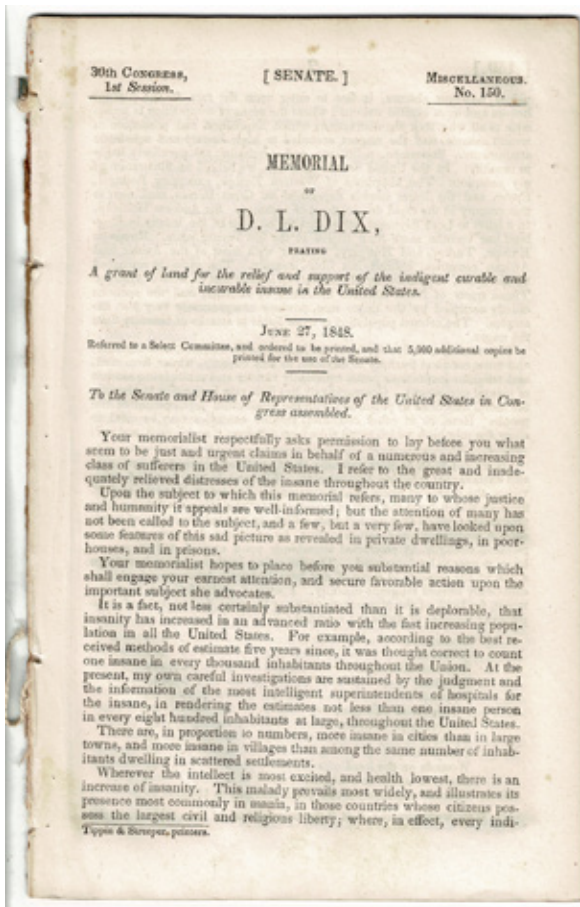 30th Congress,
1st Session.
[ SENATE. ]
Miscellaneous.
No. 150.
MEMORIAL
OF
D. L. DIX,
PRAYING
A grant of land for the relief and support of the indigent curable and
incurable insane in the United States.
June 27, 1848.
Referred to a Select Committee, and ordered to be printed, and that 5,000 additional copies be
printed for the use of the Senate.
To the Senate and House of Representatives of the United States in Con-
gress assembled.
Your memorialist respectfully asks permission to lay before you what
seem to be just and urgent claims in behalf of a numerous and increasing
class of sufferers in the United States. I refer to the great and inade-
quately relieved distresses of the insane throughout the country.
Upon the subject to which this memorial refers, many to whose justice
and humanity it appeals are well-informed; but the attention of many has
not been called to the subject, and a few, but a very few, have looked upon
some features of this sad picture as revealed in private dwellings, in poor-
houses, and in prisons.
Your memorialist hopes to place before you substantial reasons which
shall engage your earnest attention, and secure favorable action upon the
important subject she advocates.
It is a fact, not less certainly substantiated than it is deplorable, that
insanity has increased in an advanced ratio with the fast increasing popu-
lation in all the United States. For example, according to the best re-
ceived methods of estimate five years since, it was thought correct to count
one insane in every thousand inhabitants throughout the Union. At the
present, my own careful investigations are sustained by the judgment and
the information of the most intelligent superintendents of hospitals for
the insane, in rendering the estimates not less than one insane person
in every eight hundred inhabitants at large, throughout the United States.
There are, in proportion to numbers, more insane in cities than in large
towns, and more insane in villages than among the same number of inhab-
itants dwelling in scattered settlements.
Wherever the intellect is most excited, and health lowest, there is an
increase of insanity. This malady prevails most widely, and illustrates its
presence most commonly in mania, in those countries whose citizens pos-
sess the largest civil and religious liberty; where, in effect, every indi-
Tippin & Streeper, printers.